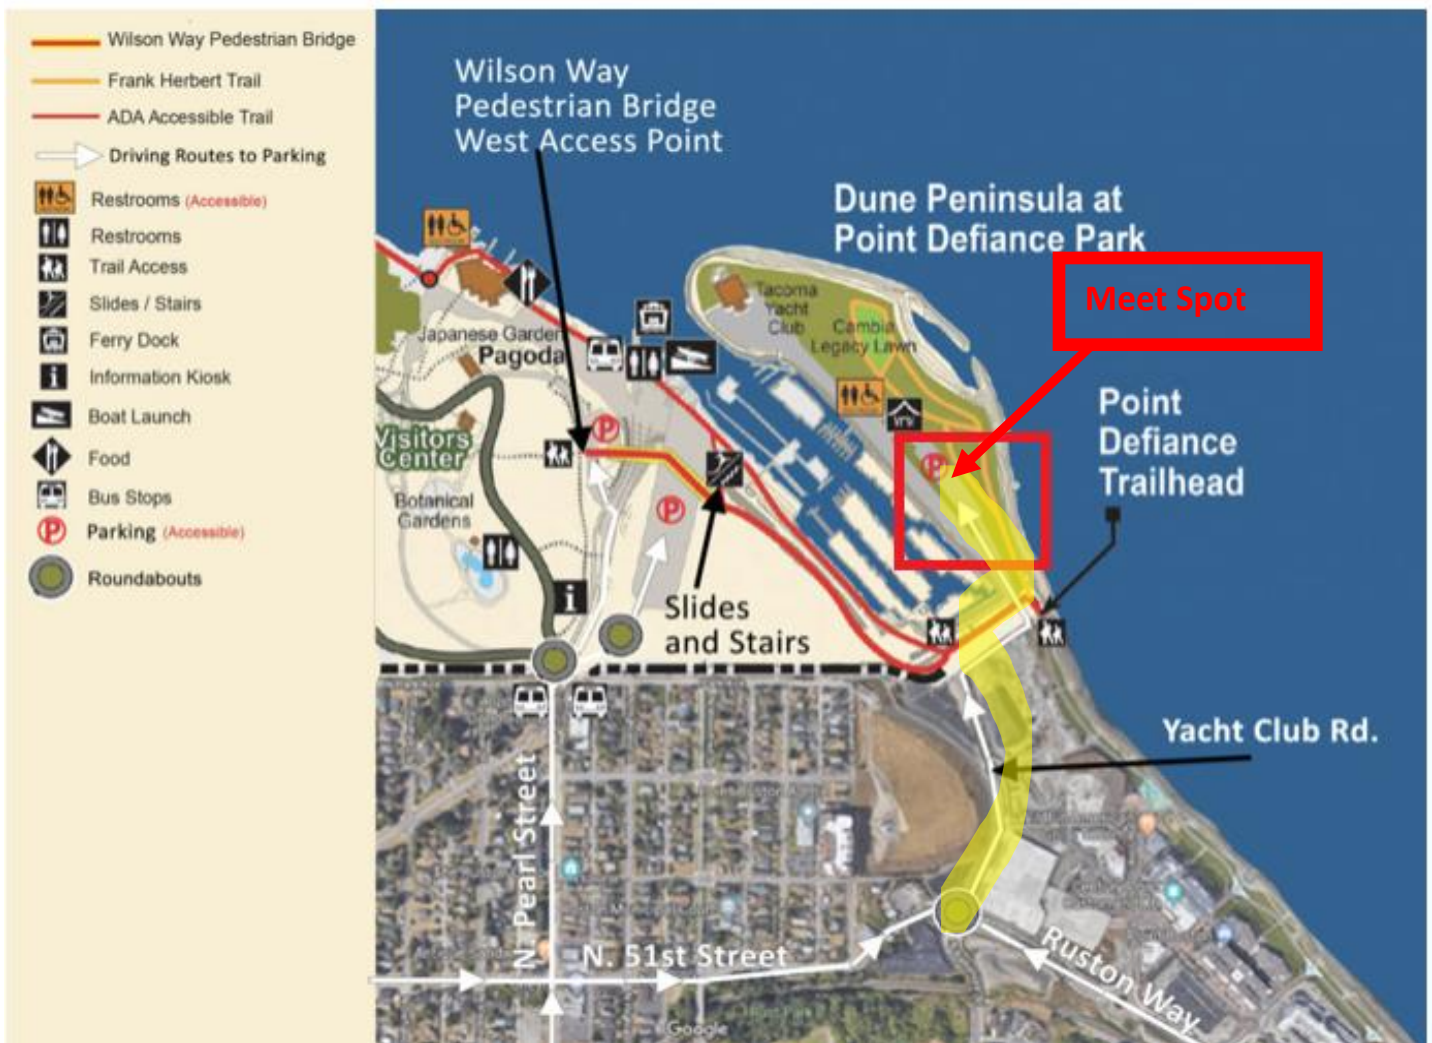 Wilson Way Pedestrian Bridge
Frank Herbert Trail
ADA Accessible Trail
Driving Routes to Parking
Restrooms (Accessible)
Restrooms
Trail Access
Slides / Stairs
Ferry Dock
i
Information Kiosk
Boat Launch
Food
Bus Stops
P
Parking (Accessible)
Roundabouts
Wilson Way
Pedestrian Bridge
West Access Point
Dune Peninsula at
Point Defiance Park
Meet Spot
Tacoma
Yacht
Club
Cambia
Legacy Lawn
Japanese Garden
Pagoda
Point
Defiance
Trailhead
P
P
P
Visitors
Center
Botanical
Gardens
i
Slides
and Stairs
Yacht Club Rd.
N. Pearl Street
N. 51st Street
Ruston Way
Google